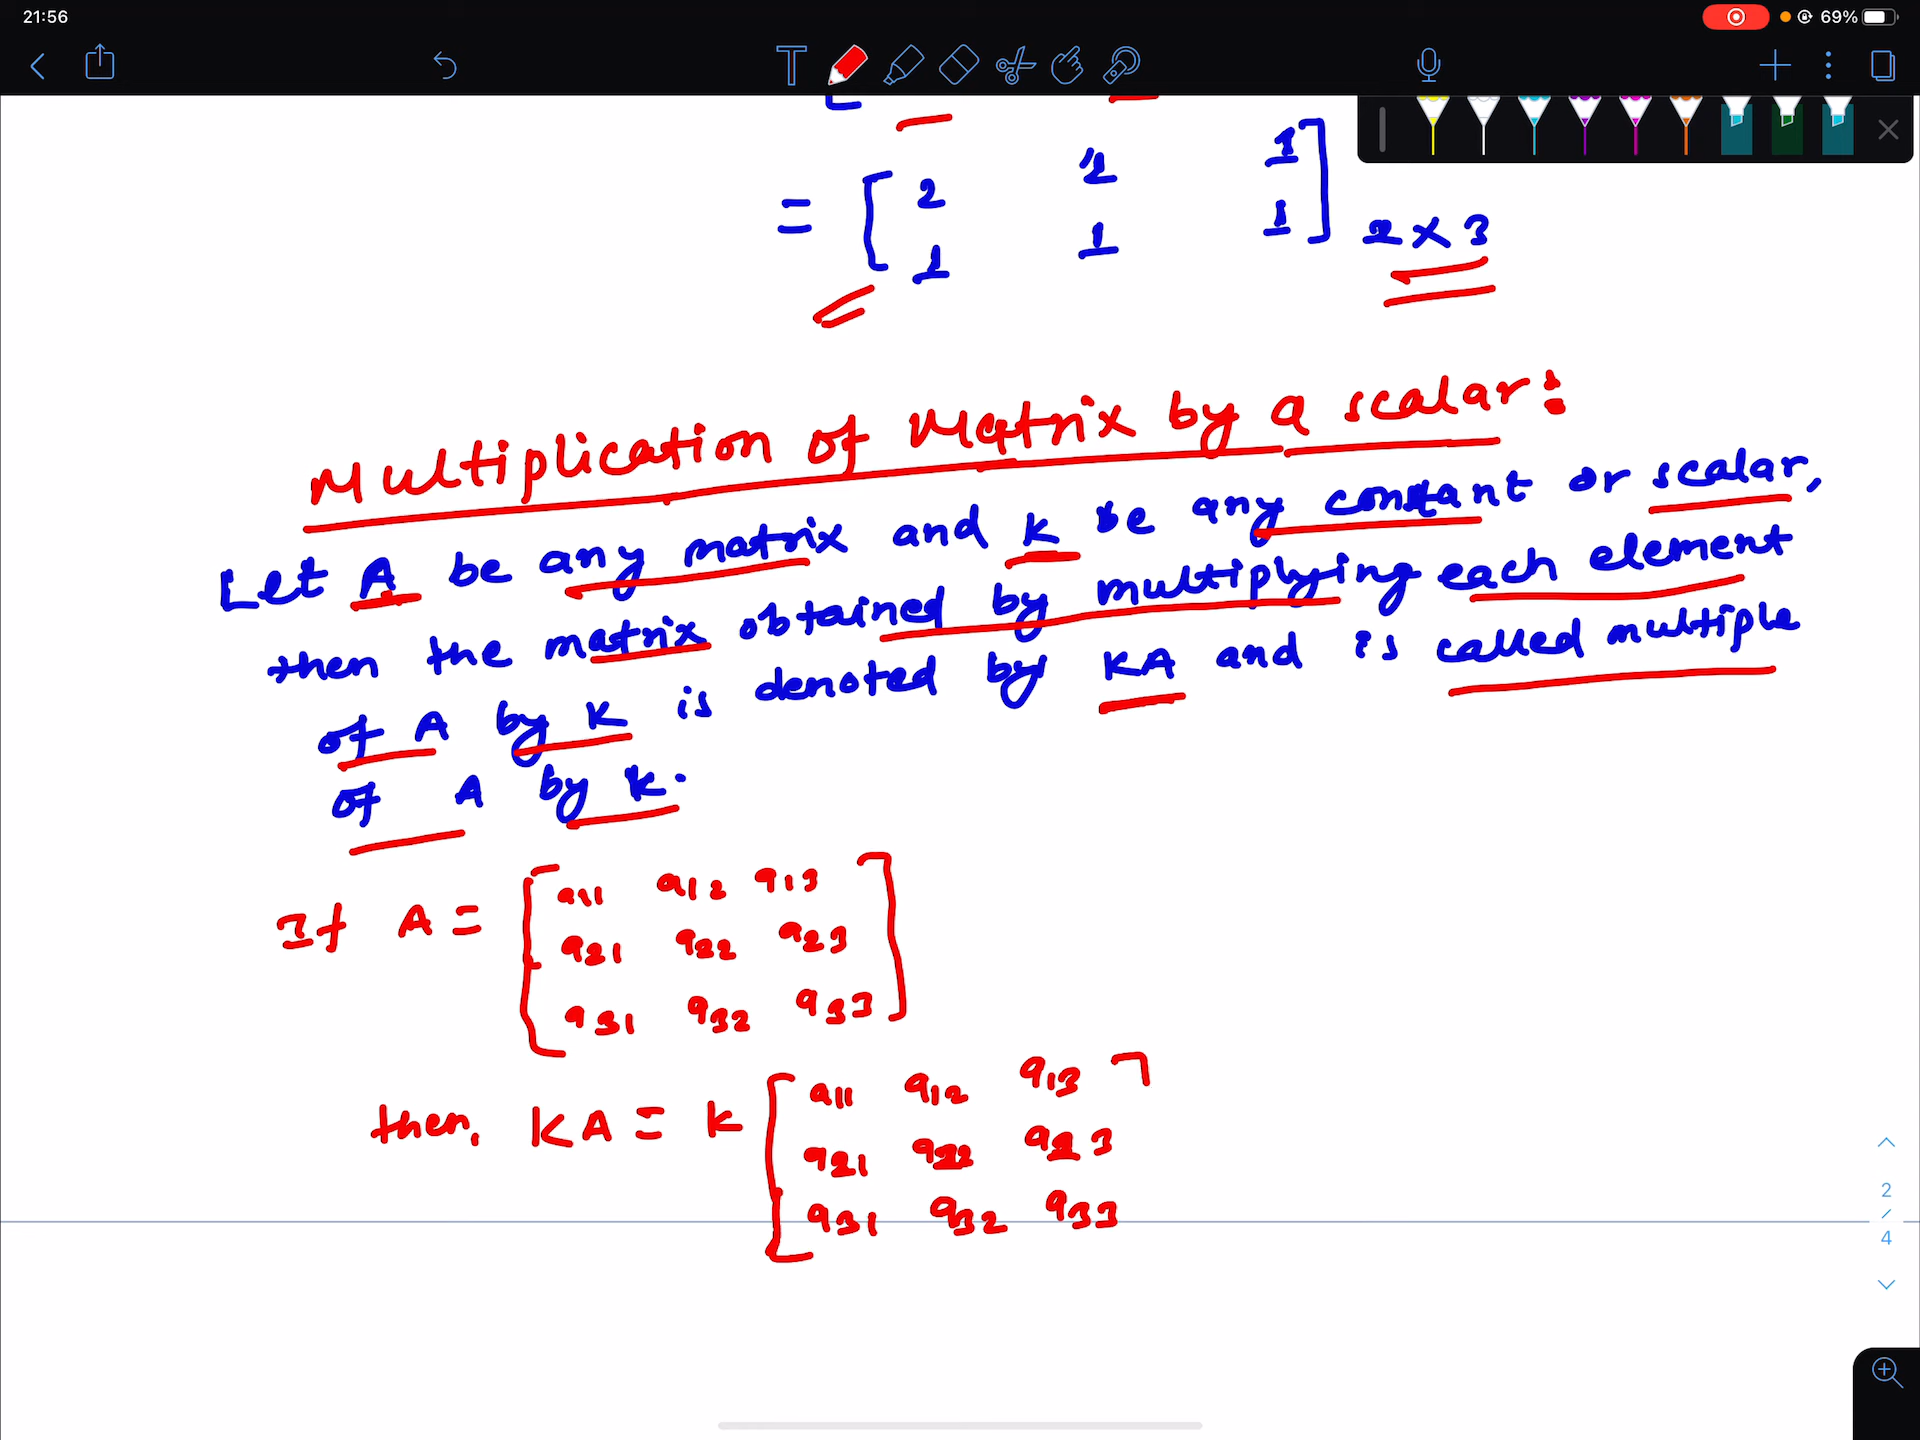 21:56
69%
T
= [ 2 1 1 ]
1 1 1
2 × 3
Multiplication of Matrix by a scalar:
Let A be any matrix and K be any constant or scalar,
then the matrix obtained by multiplying each element
of A by K is denoted by KA and is called multiple
of A by K.
If A = [ a11 a12 a13 ]
a21 a22 a23
a31 a32 a33
then, KA = K [ a11 a12 a13 ]
a21 a22 a23
a31 a32 a33
2
/
4